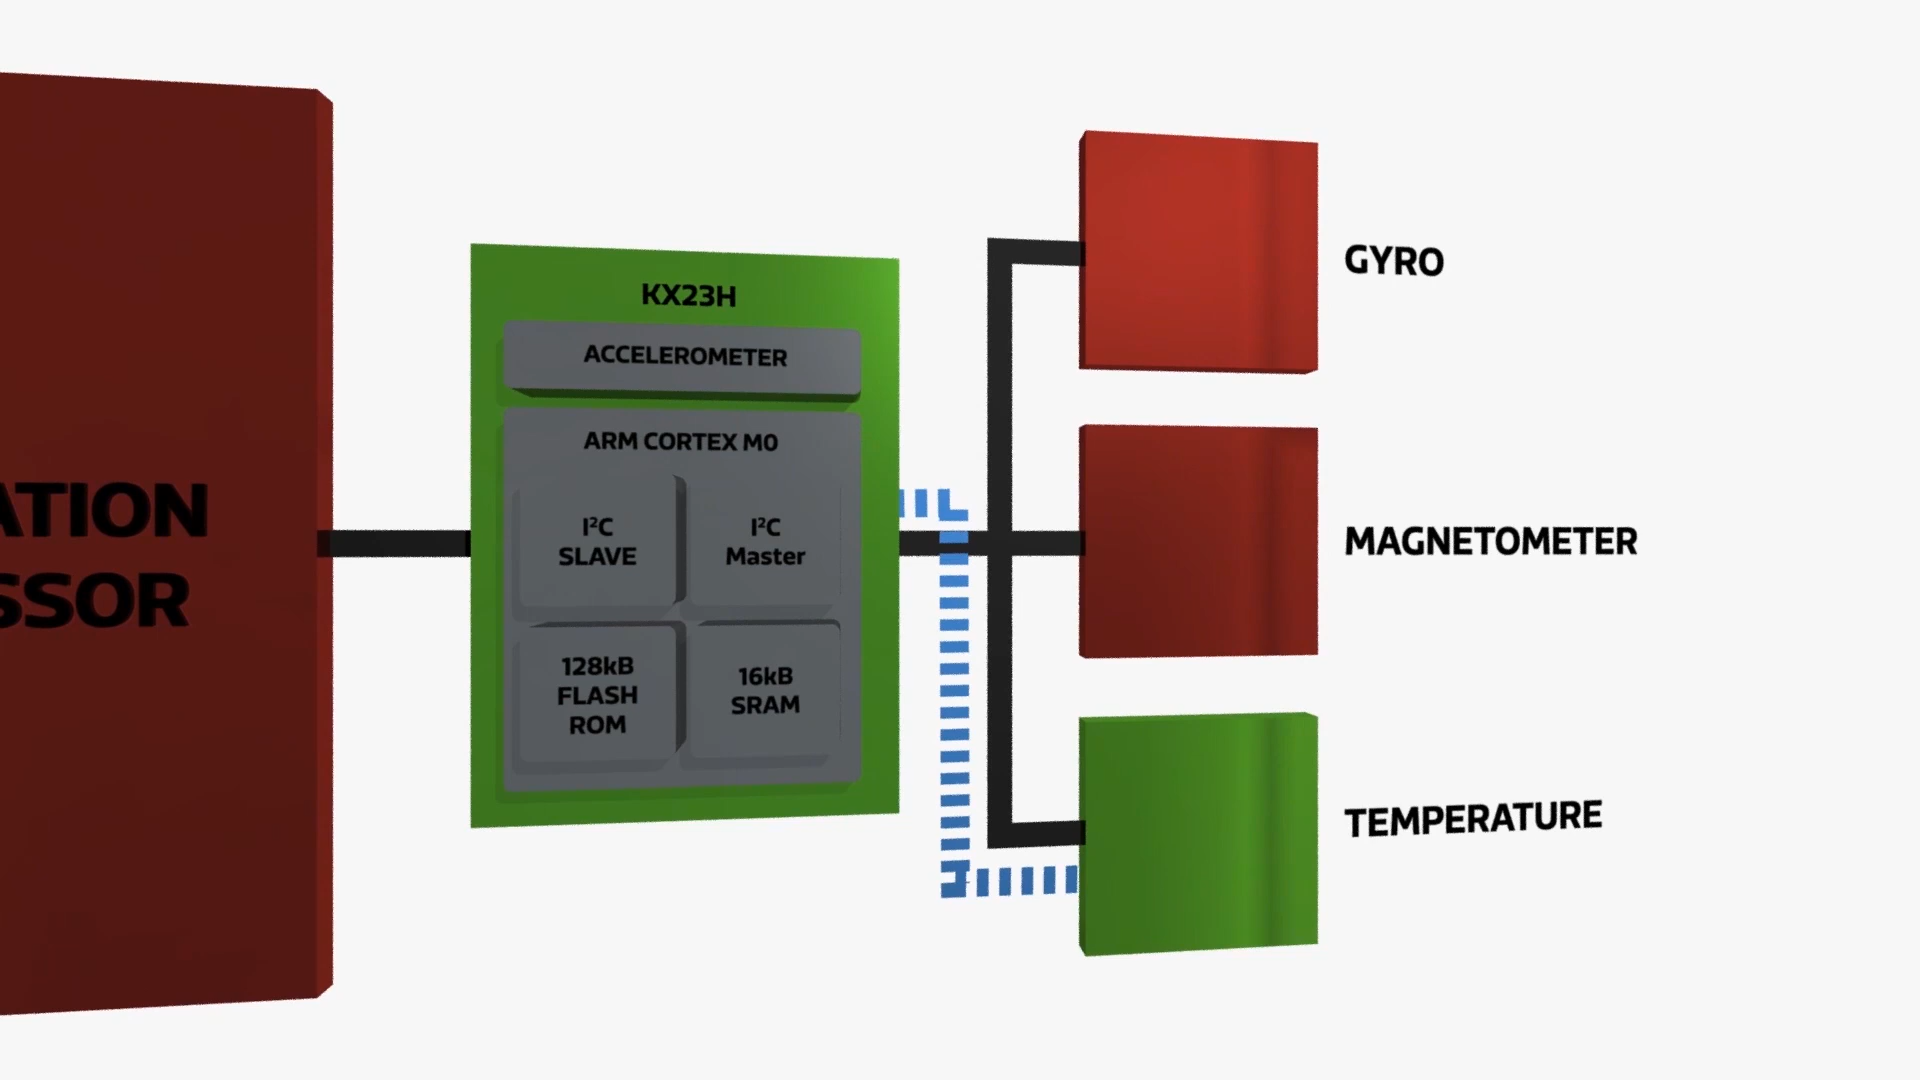 ATION
SSOR
KX23H
ACCELEROMETER
ARM CORTEX M0
I²C
SLAVE
I²C
Master
128kB
FLASH
ROM
16kB
SRAM
GYRO
MAGNETOMETER
TEMPERATURE